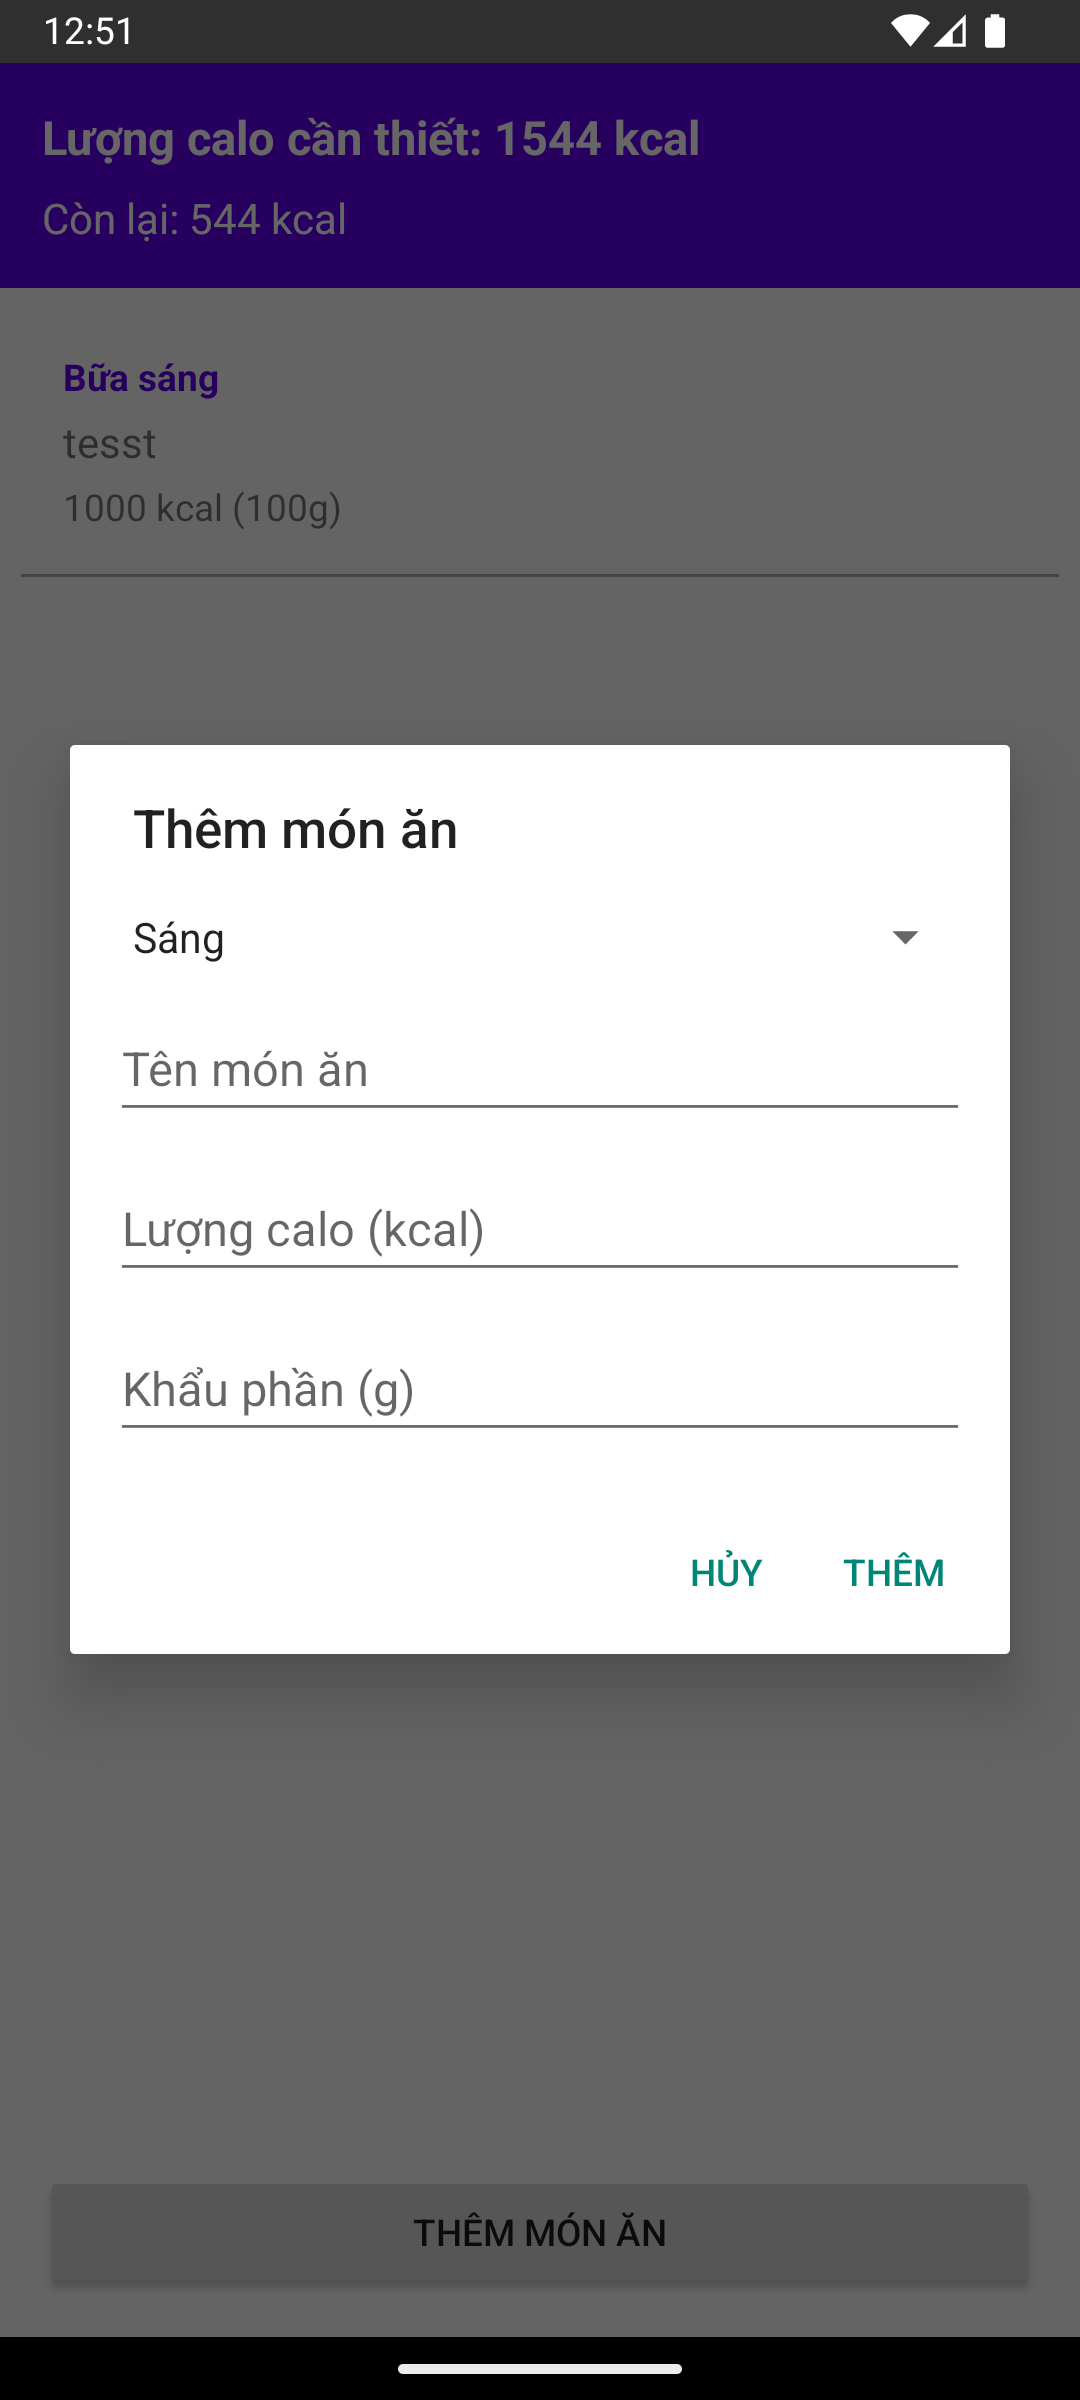 12:51
Lượng calo cần thiết: 1544 kcal
Còn lại: 544 kcal
Bữa sáng
tesst
1000 kcal (100g)
Thêm món ăn
Sáng
Tên món ăn
Lượng calo (kcal)
Khẩu phần (g)
HỦY THÊM
THÊM MÓN ĂN